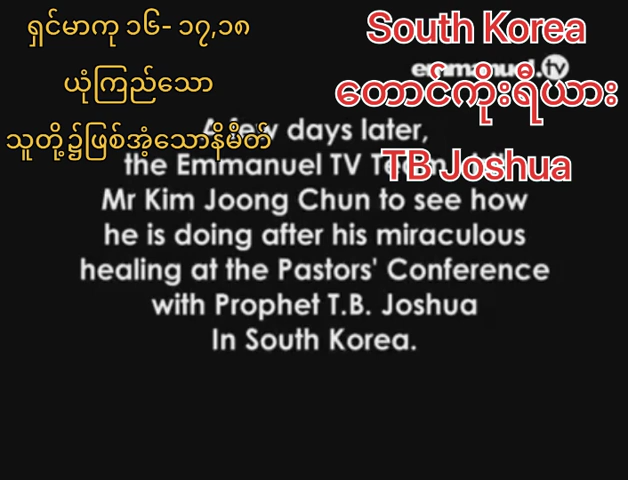 ရှင်မာကု ၁၆- ၁၇,၁၈
ယုံကြည်သော
သူတို့၌ဖြစ်အံ့သောနိမိတ်
South Korea
emmanuel.tv
တောင်ကိုးရီယား
TB Joshua
A few days later,
the Emmanuel TV Team
Mr Kim Joong Chun to see how
he is doing after his miraculous
healing at the Pastors' Conference
with Prophet T.B. Joshua
In South Korea.